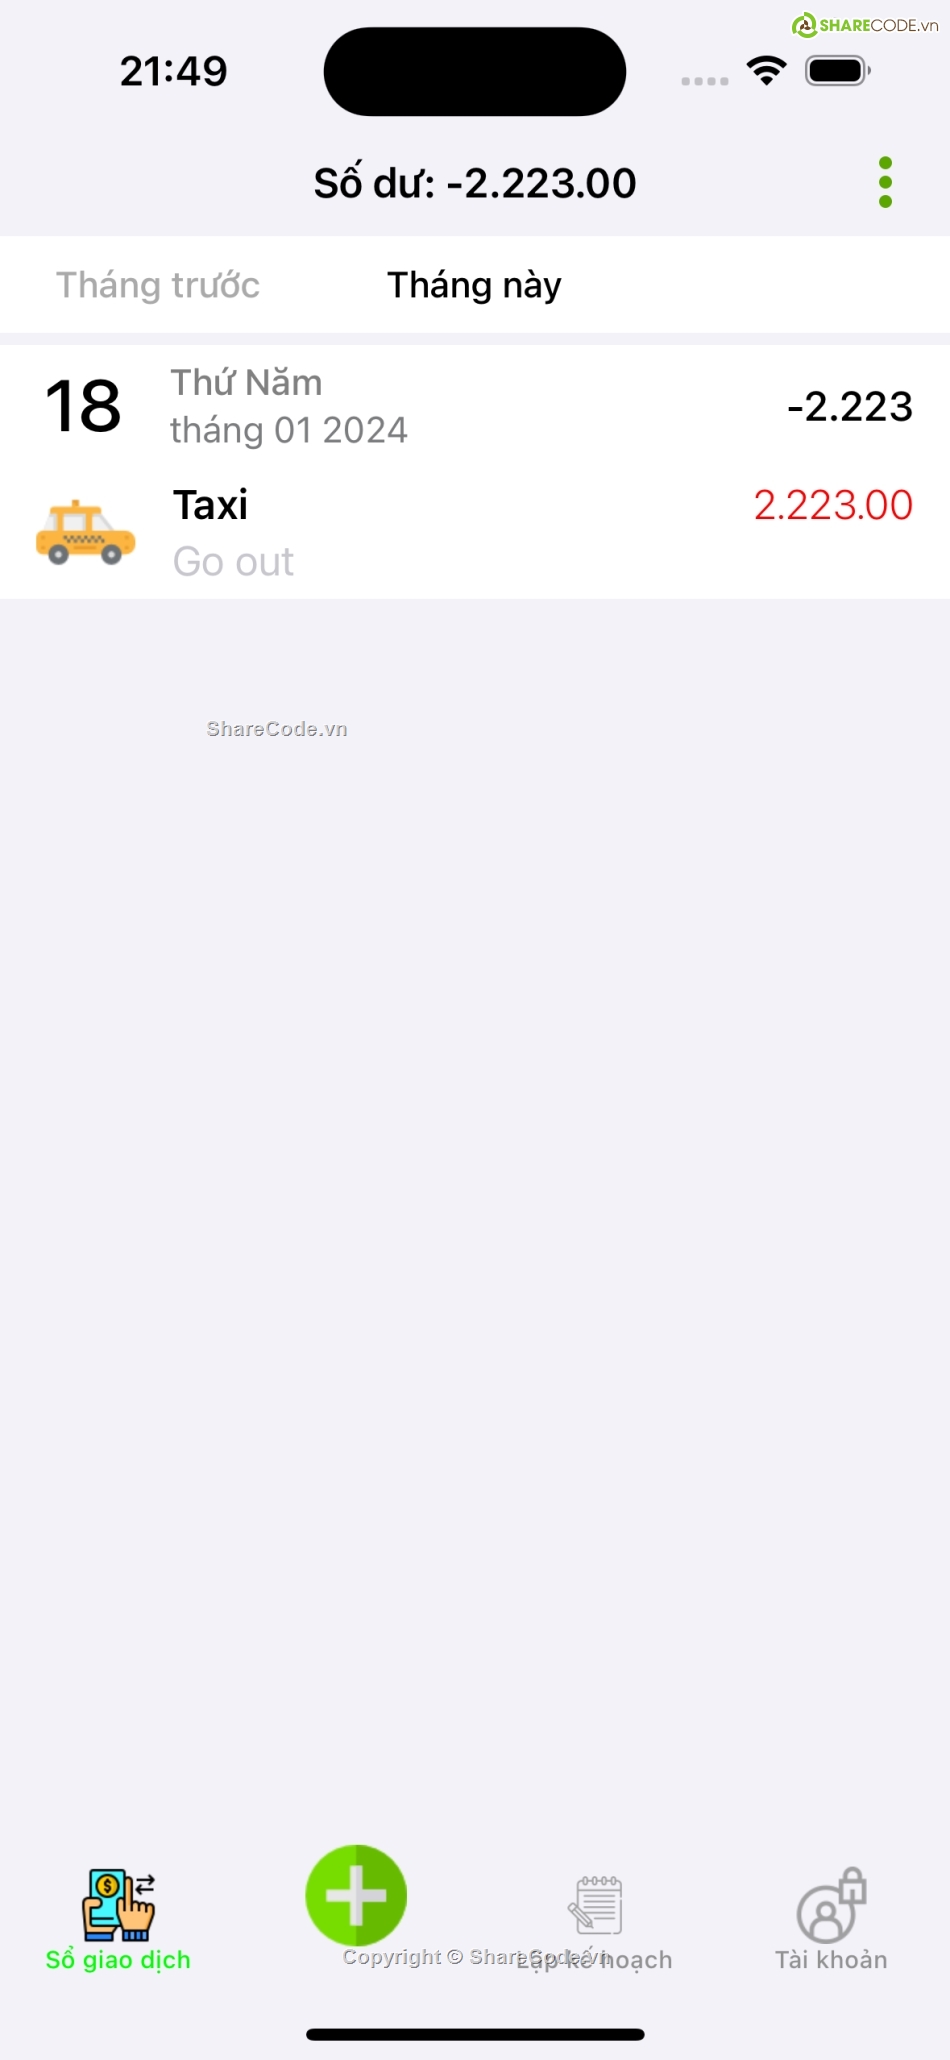 SHARECODE.vn
21:49
Số dư: -2.223.00
Tháng trước Tháng này
18 Thứ Năm -2.223
tháng 01 2024
Taxi 2.223.00
Go out
ShareCode.vn
Sổ giao dịch Lập kế hoạch Tài khoản
Copyright © ShareCode.vn